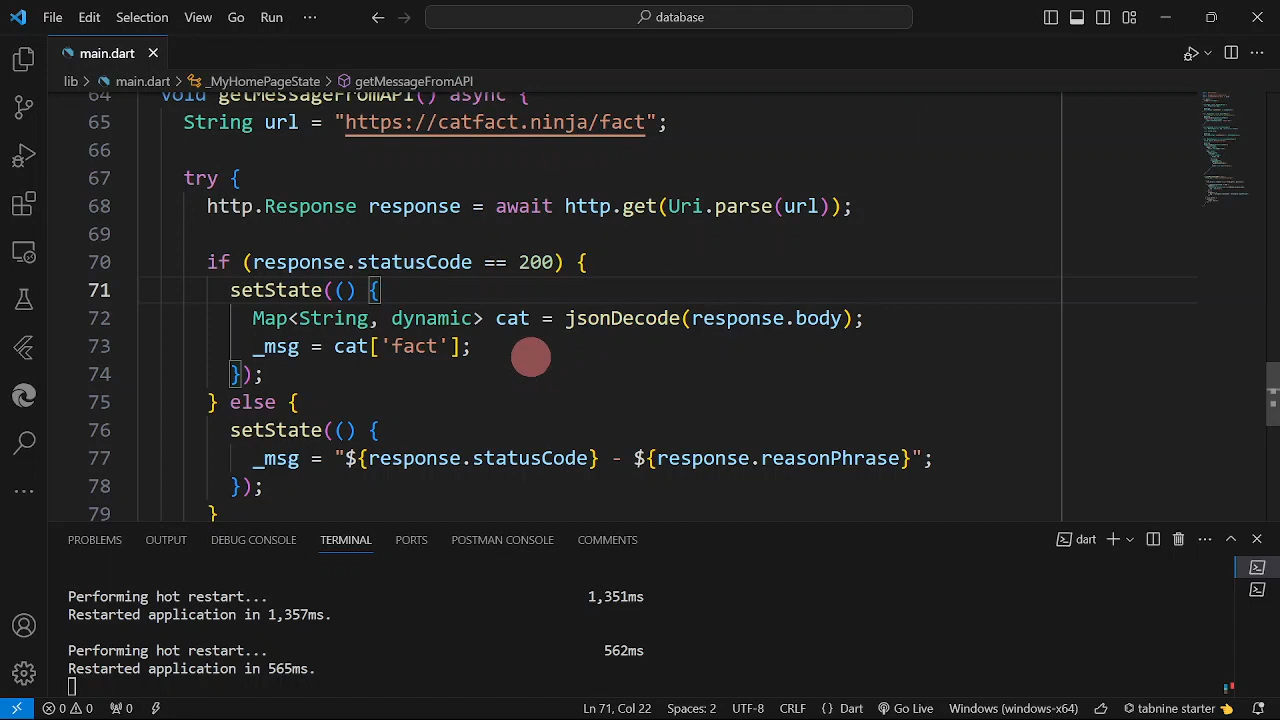 File Edit Selection View Go Run ··· database
main.dart
lib > main.dart > _MyHomePageState > getMessageFromAPI
64 void getMessageFromAPI() async {
65 String url = "https://catfact.ninja/fact";
66
67 try {
68 http.Response response = await http.get(Uri.parse(url));
69
70 if (response.statusCode == 200) {
71 setState(() {
72 Map<String, dynamic> cat = jsonDecode(response.body);
73 _msg = cat['fact'];
74 });
75 } else {
76 setState(() {
77 _msg = "${response.statusCode} - ${response.reasonPhrase}";
78 });
79 }
PROBLEMS OUTPUT DEBUG CONSOLE TERMINAL PORTS POSTMAN CONSOLE COMMENTS dart
Performing hot restart... 1,351ms
Restarted application in 1,357ms.
Performing hot restart... 562ms
Restarted application in 565ms.
0 0 0 Ln 71, Col 22 Spaces: 2 UTF-8 CRLF {} Dart Go Live Windows (windows-x64) tabnine starter